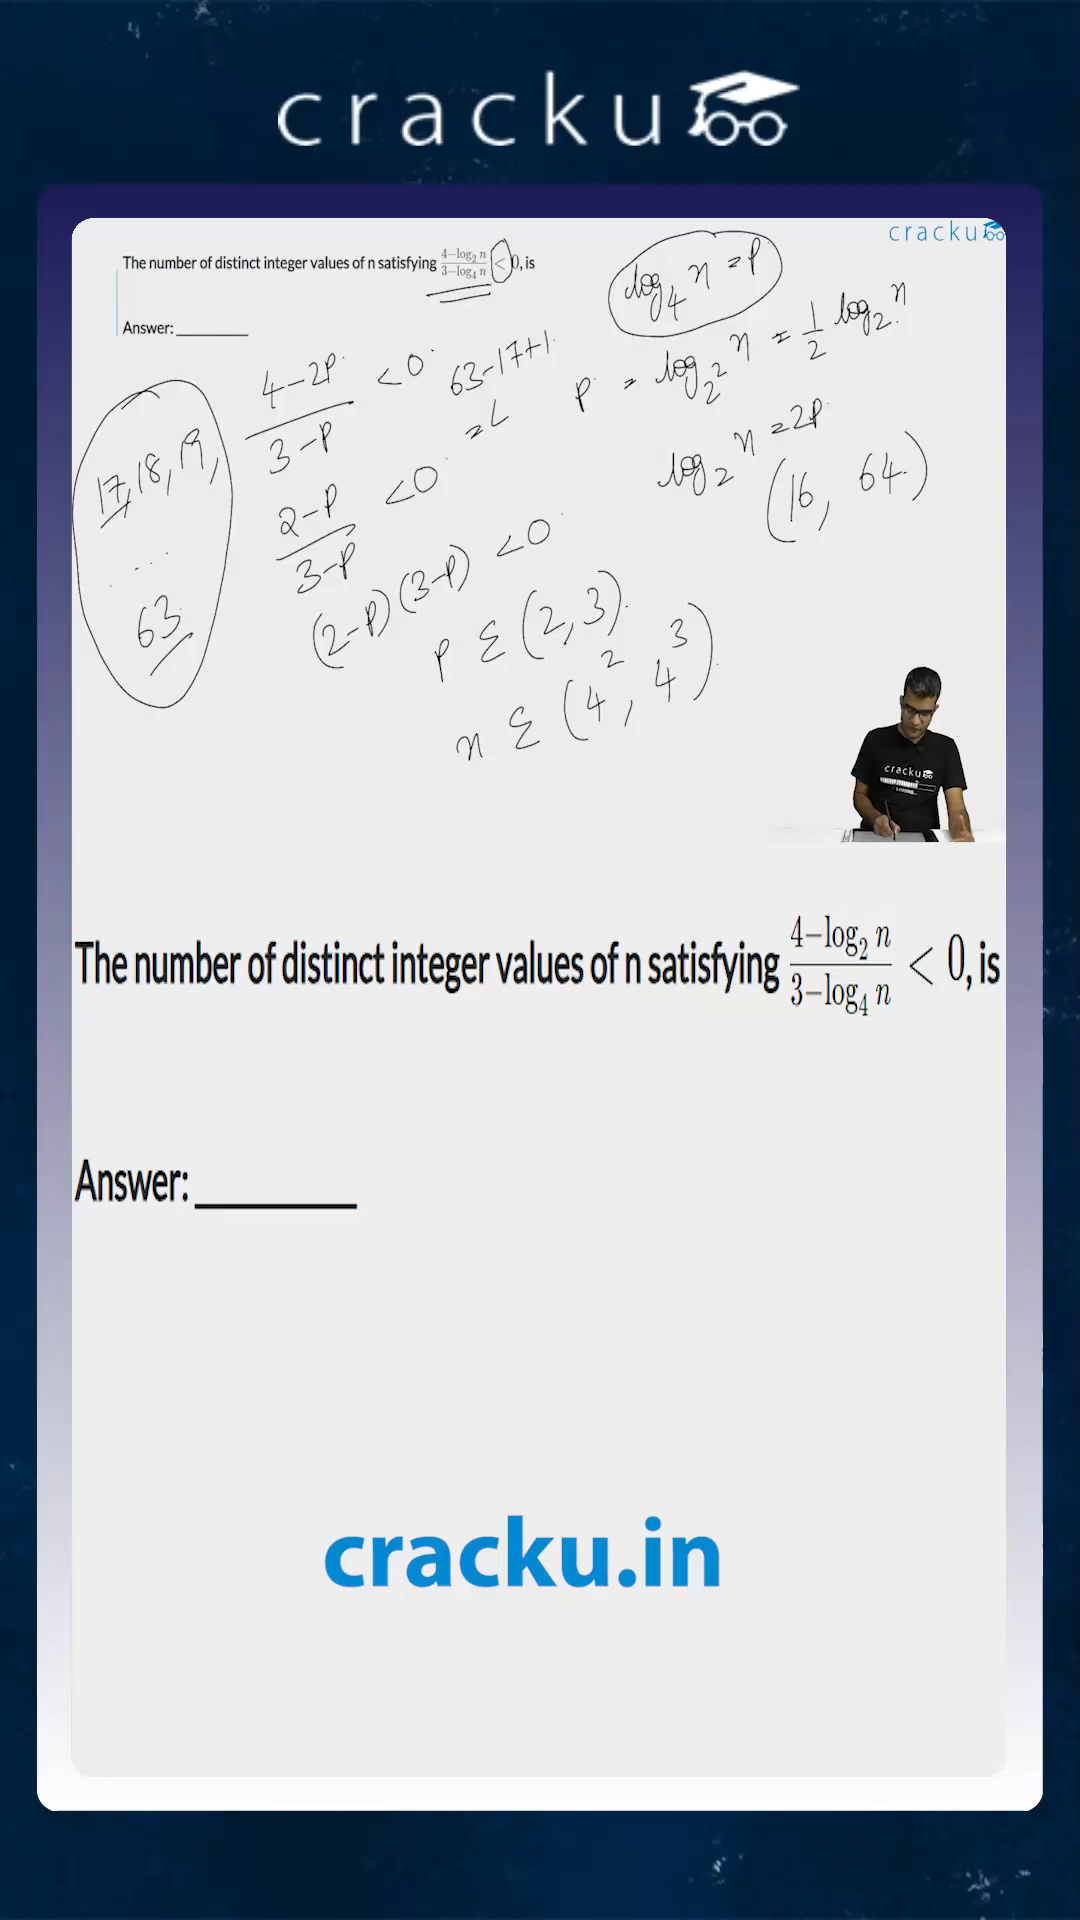 cracku
cracku
The number of distinct integer values of n satisfying (4−log₂ n)/(3−log₄ n) < 0, is
Answer: ________
log₄ n = p
p = log₂² n = 1/2 log₂ n
log₂ n = 2p
(16, 64)
(4−2p)/(3−p) < 0
63-17+1
= 4
(2−p)/(3−p) < 0
(2−p)(3−p) < 0
p ∈ (2, 3)
n ∈ (4², 4³)
17, 18, 19,
...
63
cracku
LOADING...
The number of distinct integer values of n satisfying (4−log₂ n)/(3−log₄ n) < 0, is
Answer: ________
cracku.in